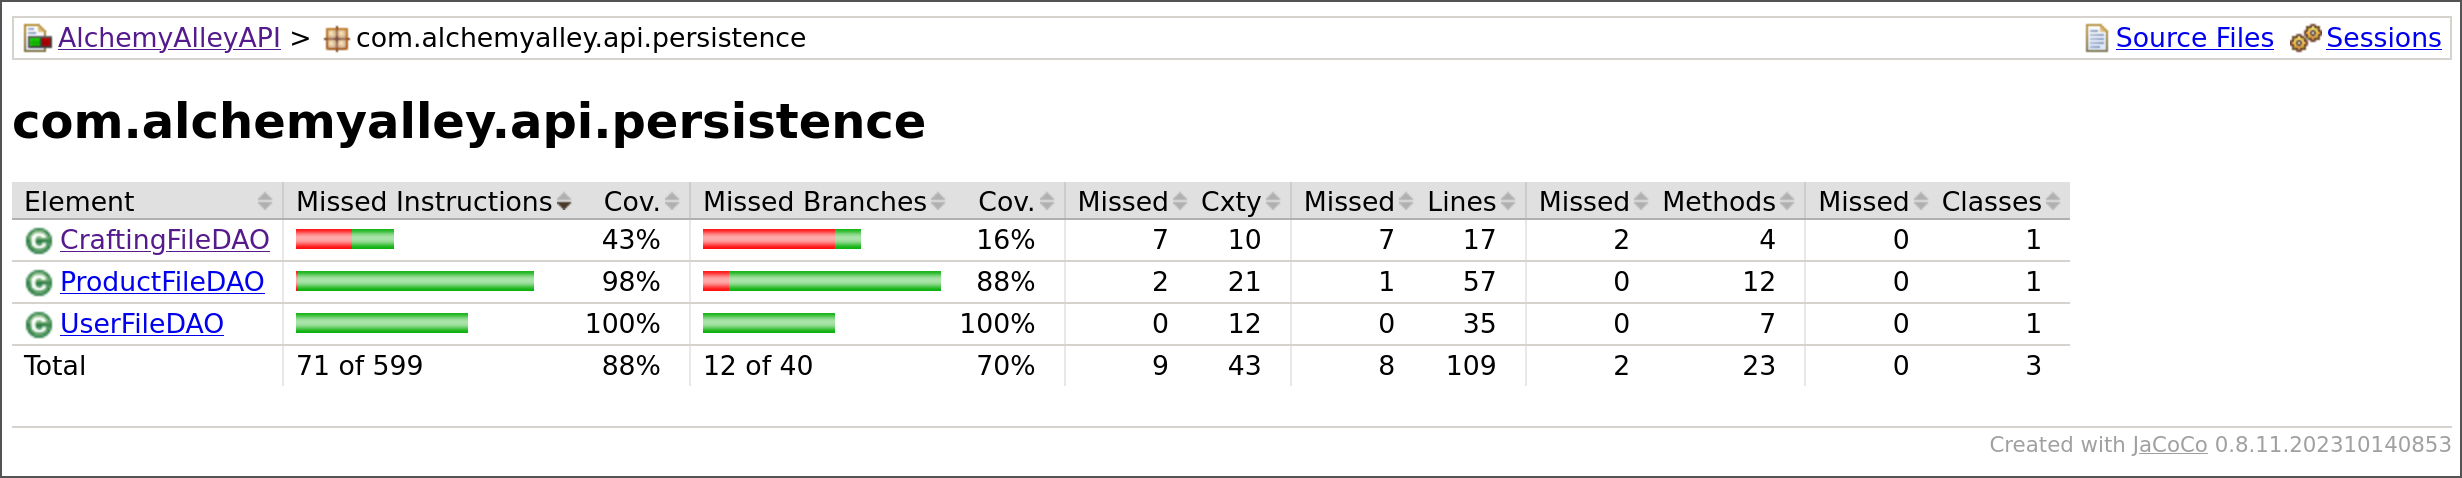 AlchemyAlleyAPI > com.alchemyalley.api.persistence Source Files Sessions
com.alchemyalley.api.persistence
Element Missed Instructions Cov. Missed Branches Cov. Missed Cxty Missed Lines Missed Methods Missed Classes
CraftingFileDAO 43% 16% 7 10 7 17 2 4 0 1
ProductFileDAO 98% 88% 2 21 1 57 0 12 0 1
UserFileDAO 100% 100% 0 12 0 35 0 7 0 1
Total 71 of 599 88% 12 of 40 70% 9 43 8 109 2 23 0 3
Created with JaCoCo 0.8.11.202310140853